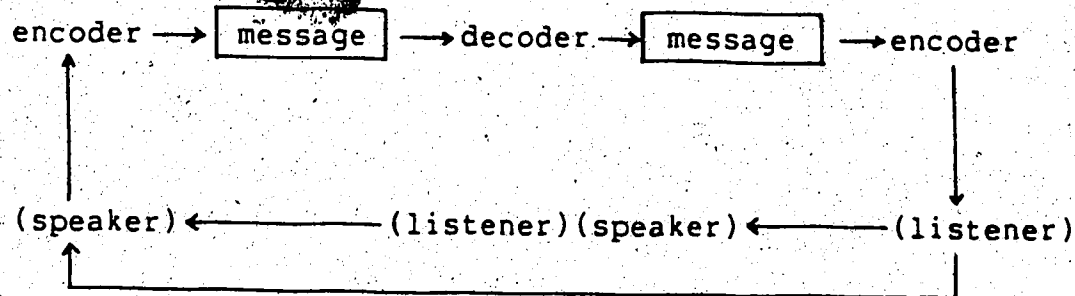 encoder message decoder message encoder
(speaker) (listener)(speaker) (listener)